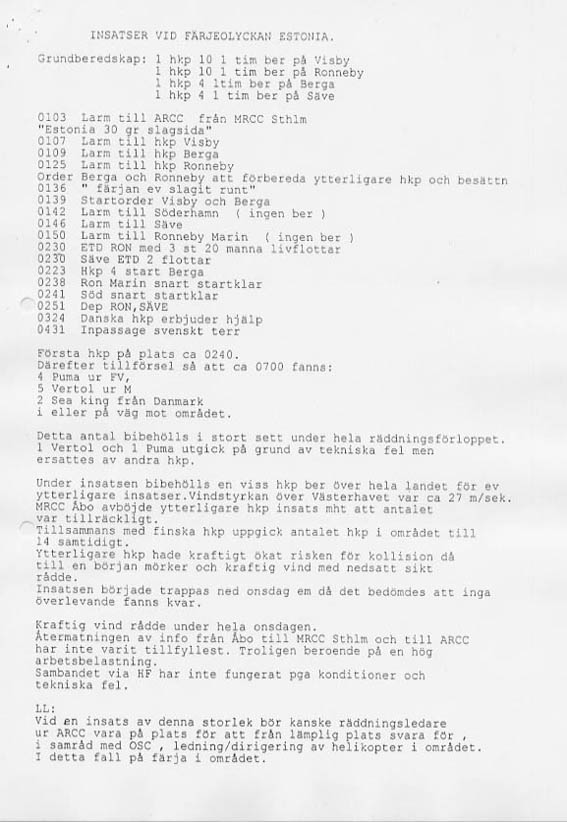 INSATSER VID FÄRJEOLYCKAN ESTONIA.
Grundberedskap: 1 hkp 10 1 tim ber på Visby
1 hkp 10 1 tim ber på Ronneby
1 hkp 4 1tim ber på Berga
1 hkp 4 1 tim ber på Säve
0103 Larm till ARCC från MRCC Sthlm
"Estonia 30 gr slagsida"
0107 Larm till hkp Visby
0109 Larm till hkp Berga
0125 Larm till hkp Ronneby
Order Berga och Ronneby att förbereda ytterligare hkp och besättn
0136 " färjan ev slagit runt"
0139 Startorder Visby och Berga
0142 Larm till Söderhamn ( ingen ber )
0146 Larm till Säve
0150 Larm till Ronneby Marin ( ingen ber )
0230 ETD RON med 3 st 20 manna livflottar
0230 Säve ETD 2 flottar
0223 Hkp 4 start Berga
0238 Ron Marin snart startklar
0241 Söd snart startklar
0251 Dep RON,SÄVE
0324 Danska hkp erbjuder hjälp
0431 Inpassage svenskt terr
Första hkp på plats ca 0240.
Därefter tillförsel så att ca 0700 fanns:
4 Puma ur FV,
5 Vertol ur M
2 Sea king från Danmark
i eller på väg mot området.
Detta antal bibehölls i stort sett under hela räddningsförloppet.
1 Vertol och 1 Puma utgick på grund av tekniska fel men
ersattes av andra hkp.
Under insatsen bibehölls en viss hkp ber över hela landet för ev
ytterligare insatser.Vindstyrkan över Västerhavet var ca 27 m/sek.
MRCC Åbo avböjde ytterligare hkp insats mht att antalet
var tillräckligt.
Tillsammans med finska hkp uppgick antalet hkp i området till
14 samtidigt.
Ytterligare hkp hade kraftigt ökat risken för kollision då
till en början mörker och kraftig vind med nedsatt sikt
rådde.
Insatsen började trappas ned onsdag em då det bedömdes att inga
överlevande fanns kvar.
Kraftig vind rådde under hela onsdagen.
Återmatningen av info från Åbo till MRCC Sthlm och till ARCC
har inte varit tillfyllest. Troligen beroende på en hög
arbetsbelastning.
Sambandet via HF har inte fungerat pga konditioner och
tekniska fel.
LL:
Vid en insats av denna storlek bör kanske räddningsledare
ur ARCC vara på plats för att från lämplig plats svara för ,
i samråd med OSC , ledning/dirigering av helikopter i området.
I detta fall på färja i området.